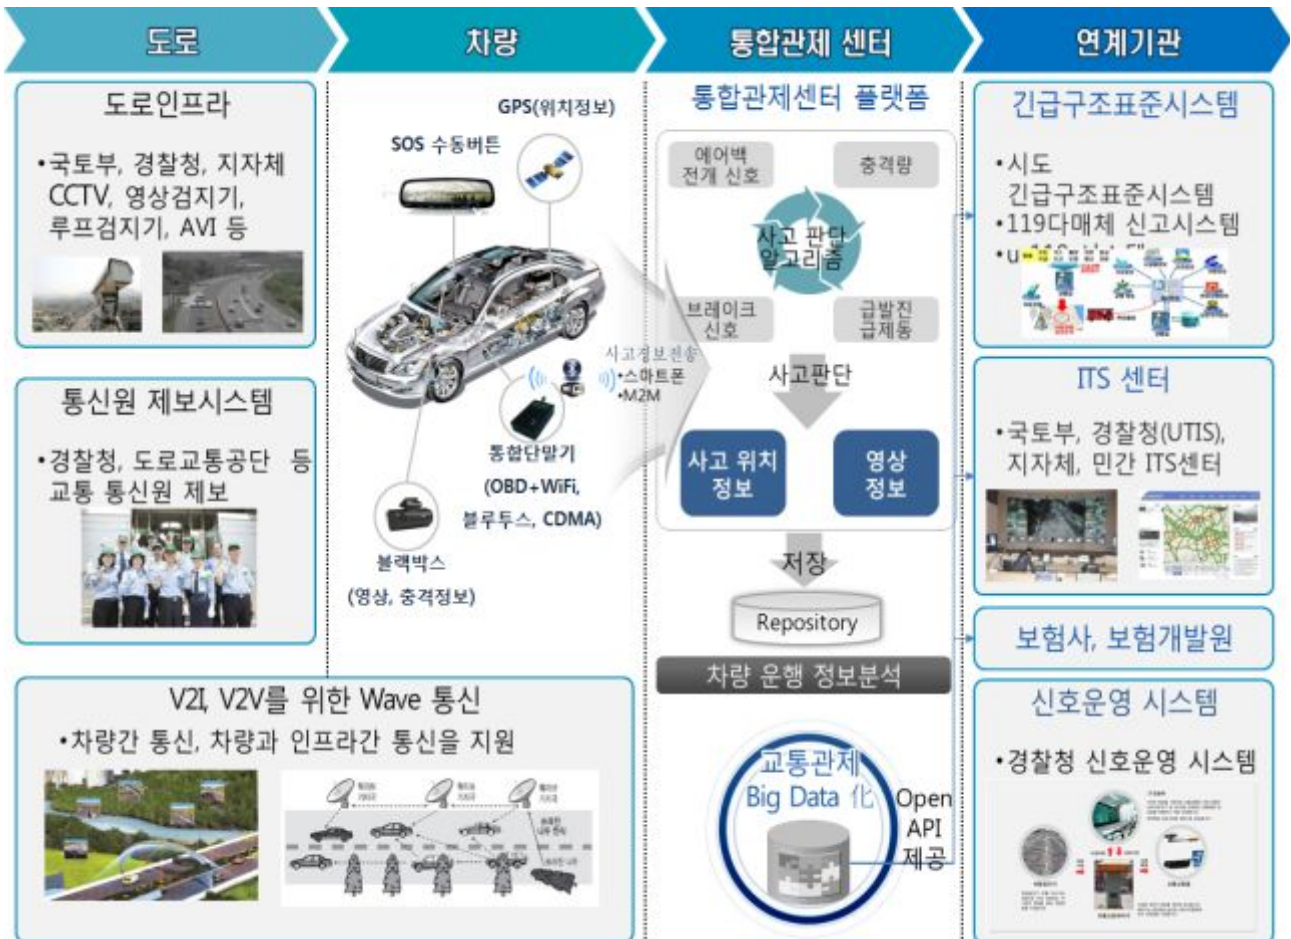 도로
차량
통합관제 센터
연계기관
도로인프라
•국토부, 경찰청, 지자체
CCTV, 영상검지기,
루프검지기, AVI 등
통신원 제보시스템
•경찰청, 도로교통공단 등
교통 통신원 제보
GPS(위치정보)
SOS 수동버튼
사고정보전송
•스마트폰
•M2M
통합단말기
(OBD+WiFi,
블루투스, CDMA)
블랙박스
(영상, 충격정보)
V2I, V2V를 위한 Wave 통신
•차량간 통신, 차량과 인프라간 통신을 지원
통합관제센터 플랫폼
에어백
전개 신호
충격량
사고 판단
알고리즘
브레이크
신호
급발진
급제동
사고판단
사고 위치
정보
영상
정보
저장
Repository
차량 운행 정보분석
교통관제
Big Data 化
Open
API
제공
긴급구조표준시스템
•시도
긴급구조표준시스템
•119다매체 신고시스템
ITS 센터
•국토부, 경찰청(UTIS),
지자체, 민간 ITS센터
보험사, 보험개발원
신호운영 시스템
•경찰청 신호운영 시스템